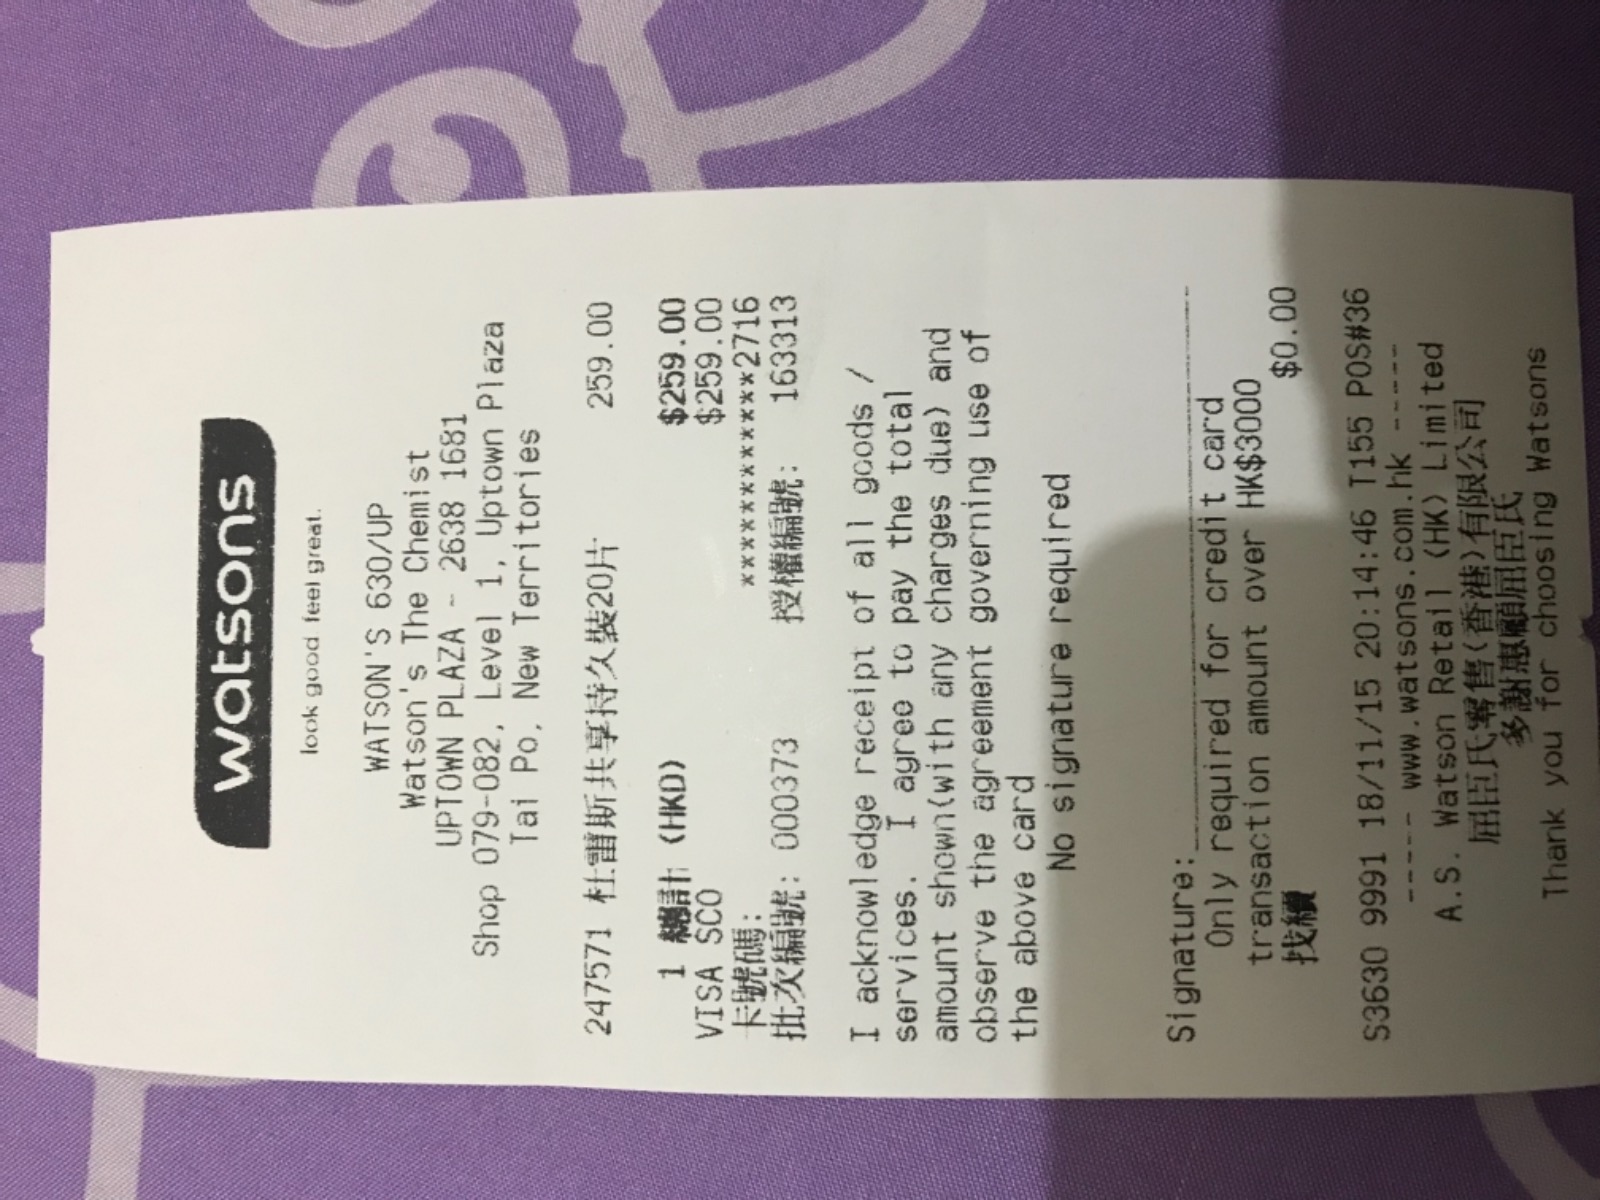 watsons
look good feel great.
WATSON'S 630/UP
Watson's The Chemist
UPTOWN PLAZA - 2638 1681
Shop 079-082, Level 1, Uptown Plaza
Tai Po, New Territories
247571 杜雷斯共享持久裝20片 259.00
1 總計 (HKD) $259.00
VISA SCO $259.00
卡號碼: ************2716
批次編號: 000373 授權編號: 163313
I acknowledge receipt of all goods /
services. I agree to pay the total
amount shown(with any charges due) and
observe the agreement governing use of
the above card
No signature required
Signature:
Only required for credit card
transaction amount over HK$3000
找續 $0.00
S3630 9991 18/11/15 20:14:46 T155 POS#36
----- www.watsons.com.hk -----
A.S. Watson Retail (HK) Limited
屈臣氏零售(香港)有限公司
多謝惠顧屈臣氏
Thank you for choosing Watsons